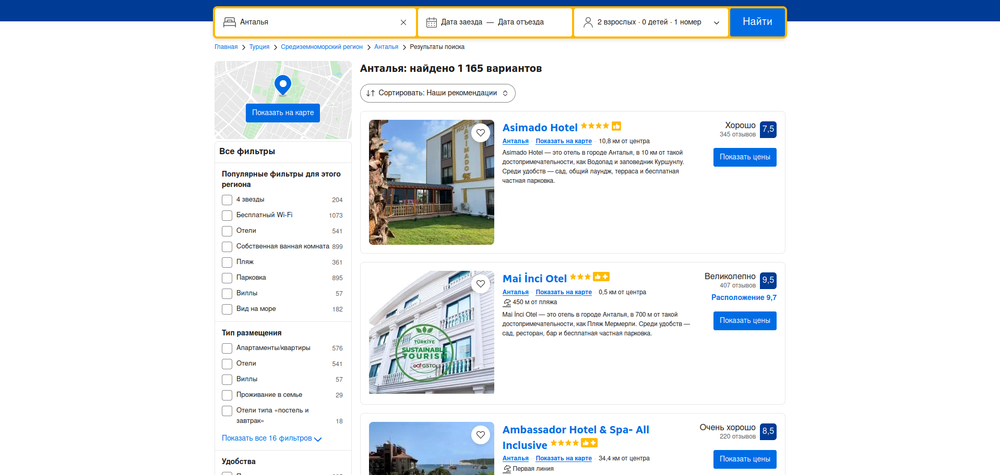 Анталья
Дата заезда — Дата отъезда
2 взрослых · 0 детей · 1 номер
Найти
Главная
Турция
Средиземноморский регион
Анталья
Результаты поиска
Показать на карте
Анталья: найдено 1 165 вариантов
Сортировать: Наши рекомендации
Все фильтры
Популярные фильтры для этого
региона
4 звезды 204
Бесплатный Wi-Fi 1073
Отели 541
Собственная ванная комната 899
Пляж 361
Парковка 895
Виллы 57
Вид на море 182
Тип размещения
Апартаменты/квартиры 576
Отели 541
Виллы 57
Проживание в семье 29
Отели типа «постель и
завтрак» 18
Показать все 16 фильтров
Удобства
HOTEL
ASIMADO
Asimado Hotel
Анталья · Показать на карте · 10,8 км от центра
Asimado Hotel — это отель в городе Анталья, в 10 км от такой
достопримечательности, как Водопад и заповедник Куршунлу.
Среди удобств — сад, общий лаундж, терраса и бесплатная
частная парковка.
Хорошо
345 отзывов
7,5
Показать цены
TÜRKİYE
SUSTAINABLE
TOURISM
GSTC
Mai İnci Otel
Анталья · Показать на карте · 0,5 км от центра
450 м от пляжа
Mai İnci Otel — это отель в городе Анталья, в 700 м от такой
достопримечательности, как Пляж Мермерли. Среди удобств —
сад, ресторан, бар и бесплатная частная парковка.
Великолепно
407 отзывов
9,5
Расположение 9,7
Показать цены
Ambassador Hotel & Spa- All
Inclusive
Анталья · Показать на карте · 34,4 км от центра
Первая линия
Очень хорошо
220 отзывов
8,5
Показать цены